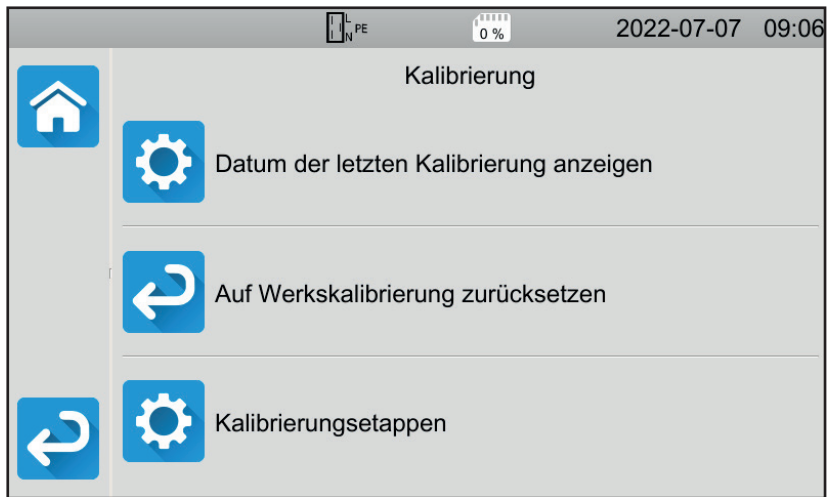 L
N PE
0 %
2022-07-07 09:06
Kalibrierung
Datum der letzten Kalibrierung anzeigen
Auf Werkskalibrierung zurücksetzen
Kalibrierungsetappen